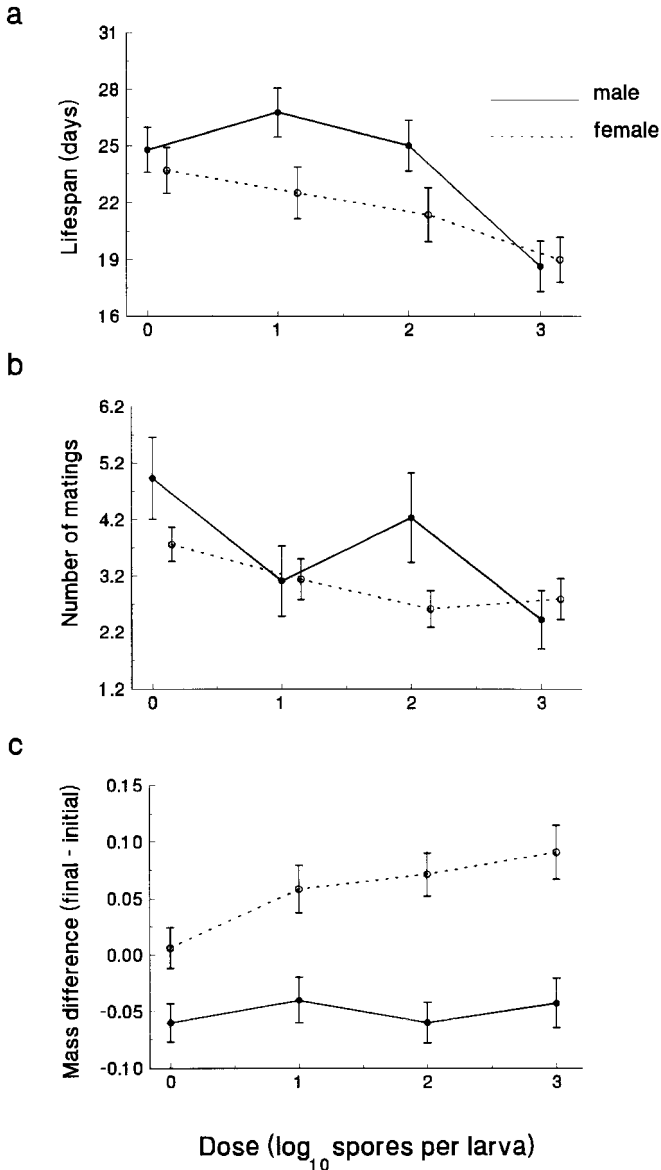 a
31
28
25
22
19
16
Lifespan (days)
male
female
0 1 2 3
b
6.2
5.2
4.2
3.2
2.2
1.2
Number of matings
0 1 2 3
c
0.15
0.10
0.05
0.00
-0.05
-0.10
Mass difference (final - initial)
0 1 2 3
Dose (log10 spores per larva)